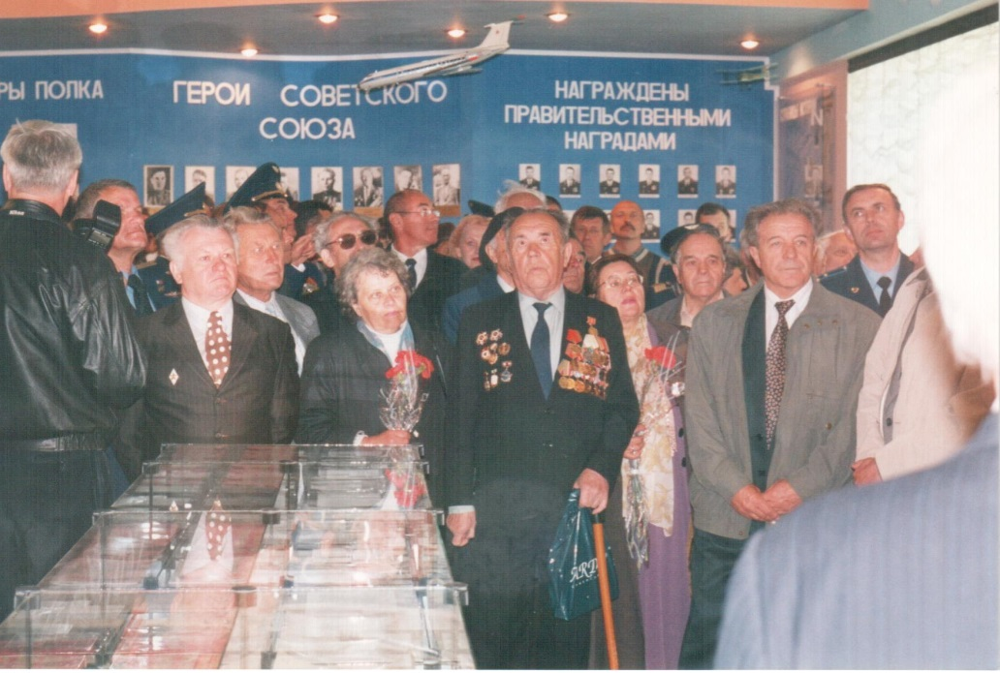 РЫ ПОЛКА
ГЕРОИ СОВЕТСКОГО
СОЮЗА
НАГРАЖДЕНЫ
ПРАВИТЕЛЬСТВЕННЫМИ
НАГРАДАМИ